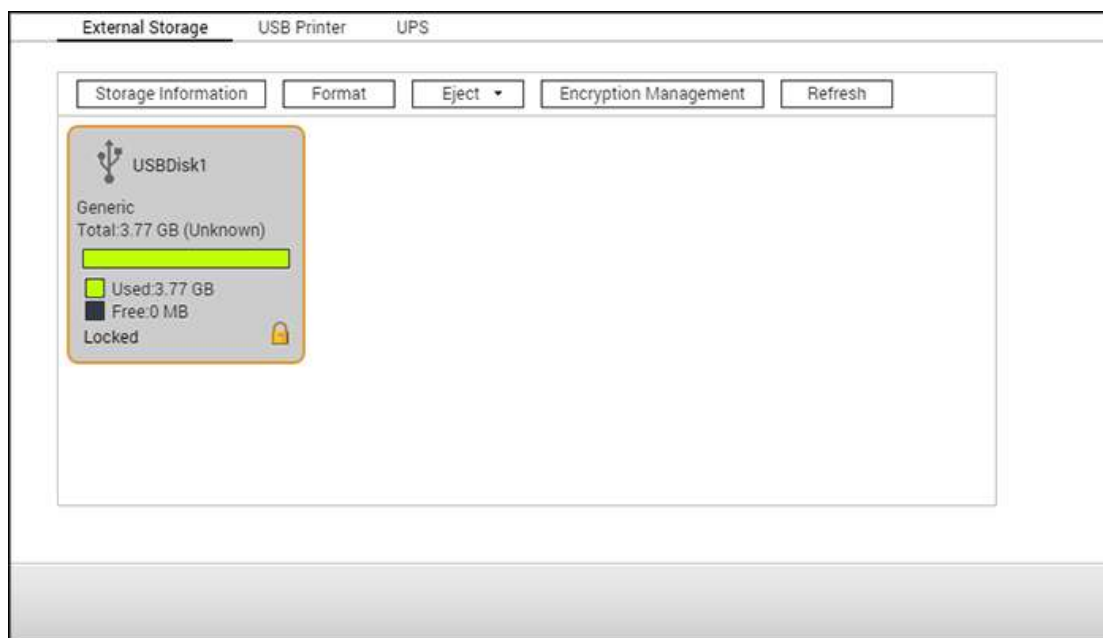 External Storage USB Printer UPS
Storage Information Format Eject Encryption Management Refresh
USBDisk1
Generic
Total:3.77 GB (Unknown)
Used:3.77 GB
Free:0 MB
Locked